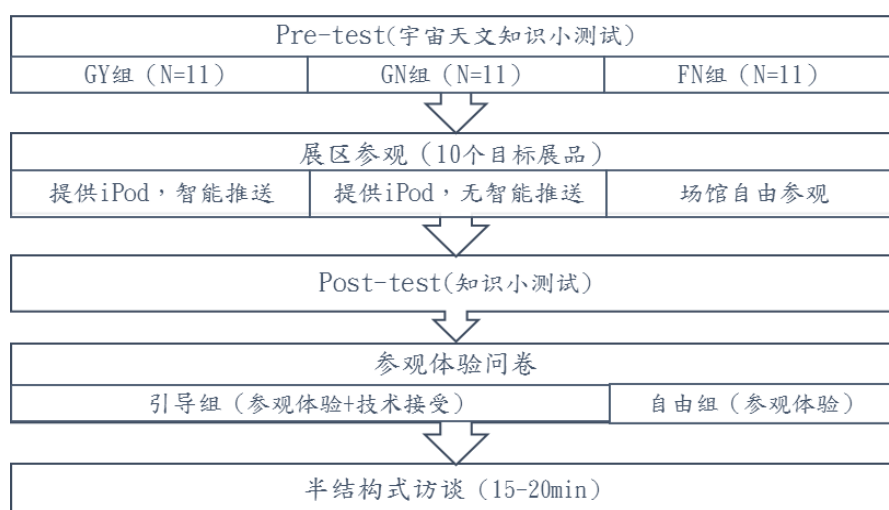 Pre-test(宇宙天文知识小测试)
GY组（N=11） GN组（N=11） FN组（N=11）
展区参观（10个目标展品）
提供iPod，智能推送 提供iPod，无智能推送 场馆自由参观
Post-test(知识小测试)
参观体验问卷
引导组（参观体验+技术接受） 自由组（参观体验）
半结构式访谈（15-20min）